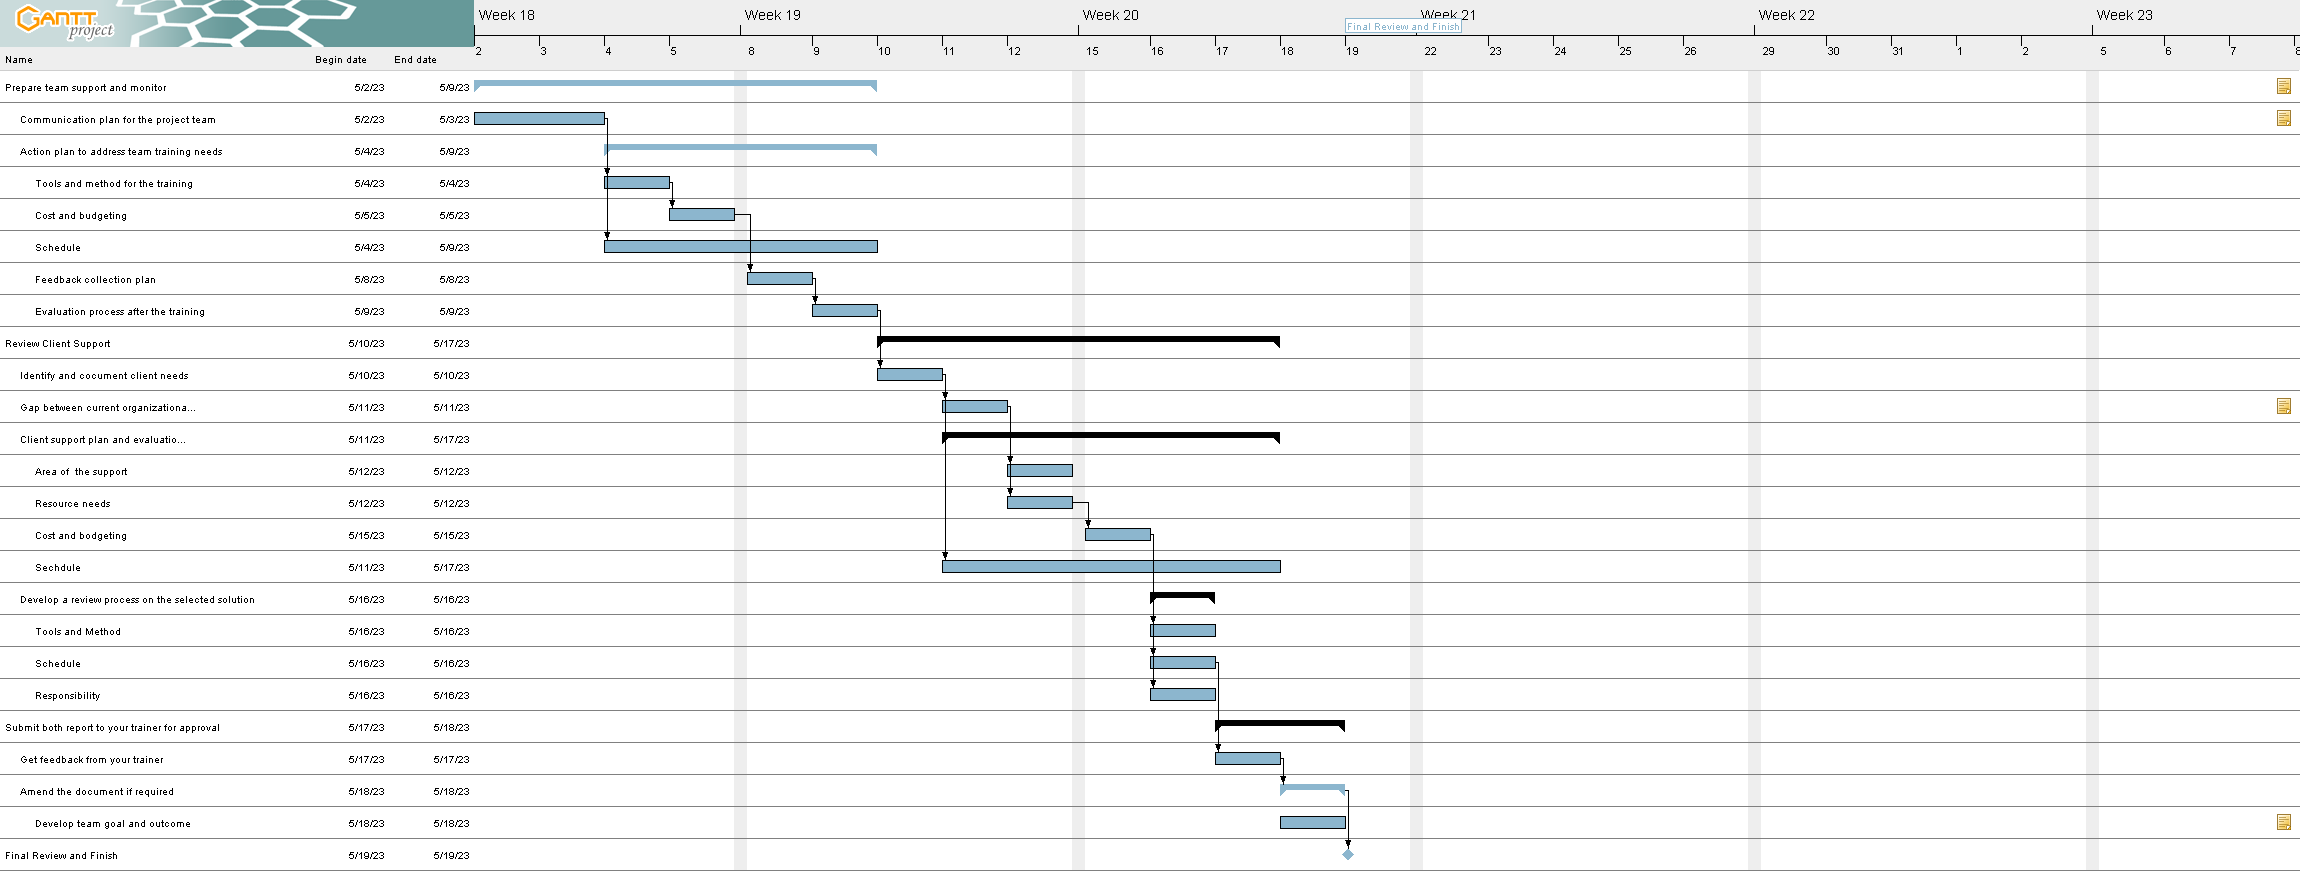 GANTT
project
Week 18 Week 19 Week 20 Week 21 Week 22 Week 23
Final Review and Finish
2 3 4 5 8 9 10 11 12 15 16 17 18 19 22 23 24 25 26 29 30 31 1 2 5 6 7 8
Name Begin date End date
Prepare team support and monitor 5/2/23 5/9/23
Communication plan for the project team 5/2/23 5/3/23
Action plan to address team training needs 5/4/23 5/9/23
Tools and method for the training 5/4/23 5/4/23
Cost and budgeting 5/5/23 5/5/23
Schedule 5/4/23 5/9/23
Feedback collection plan 5/8/23 5/8/23
Evaluation process after the training 5/9/23 5/9/23
Review Client Support 5/10/23 5/17/23
Identify and cocument client needs 5/10/23 5/10/23
Gap between current organizationa... 5/11/23 5/11/23
Client support plan and evaluatio... 5/11/23 5/17/23
Area of the support 5/12/23 5/12/23
Resource needs 5/12/23 5/12/23
Cost and bodgeting 5/15/23 5/15/23
Sechdule 5/11/23 5/17/23
Develop a review process on the selected solution 5/16/23 5/16/23
Tools and Method 5/16/23 5/16/23
Schedule 5/16/23 5/16/23
Responsibility 5/16/23 5/16/23
Submit both report to your trainer for approval 5/17/23 5/18/23
Get feedback from your trainer 5/17/23 5/17/23
Amend the document if required 5/18/23 5/18/23
Develop team goal and outcome 5/18/23 5/18/23
Final Review and Finish 5/19/23 5/19/23